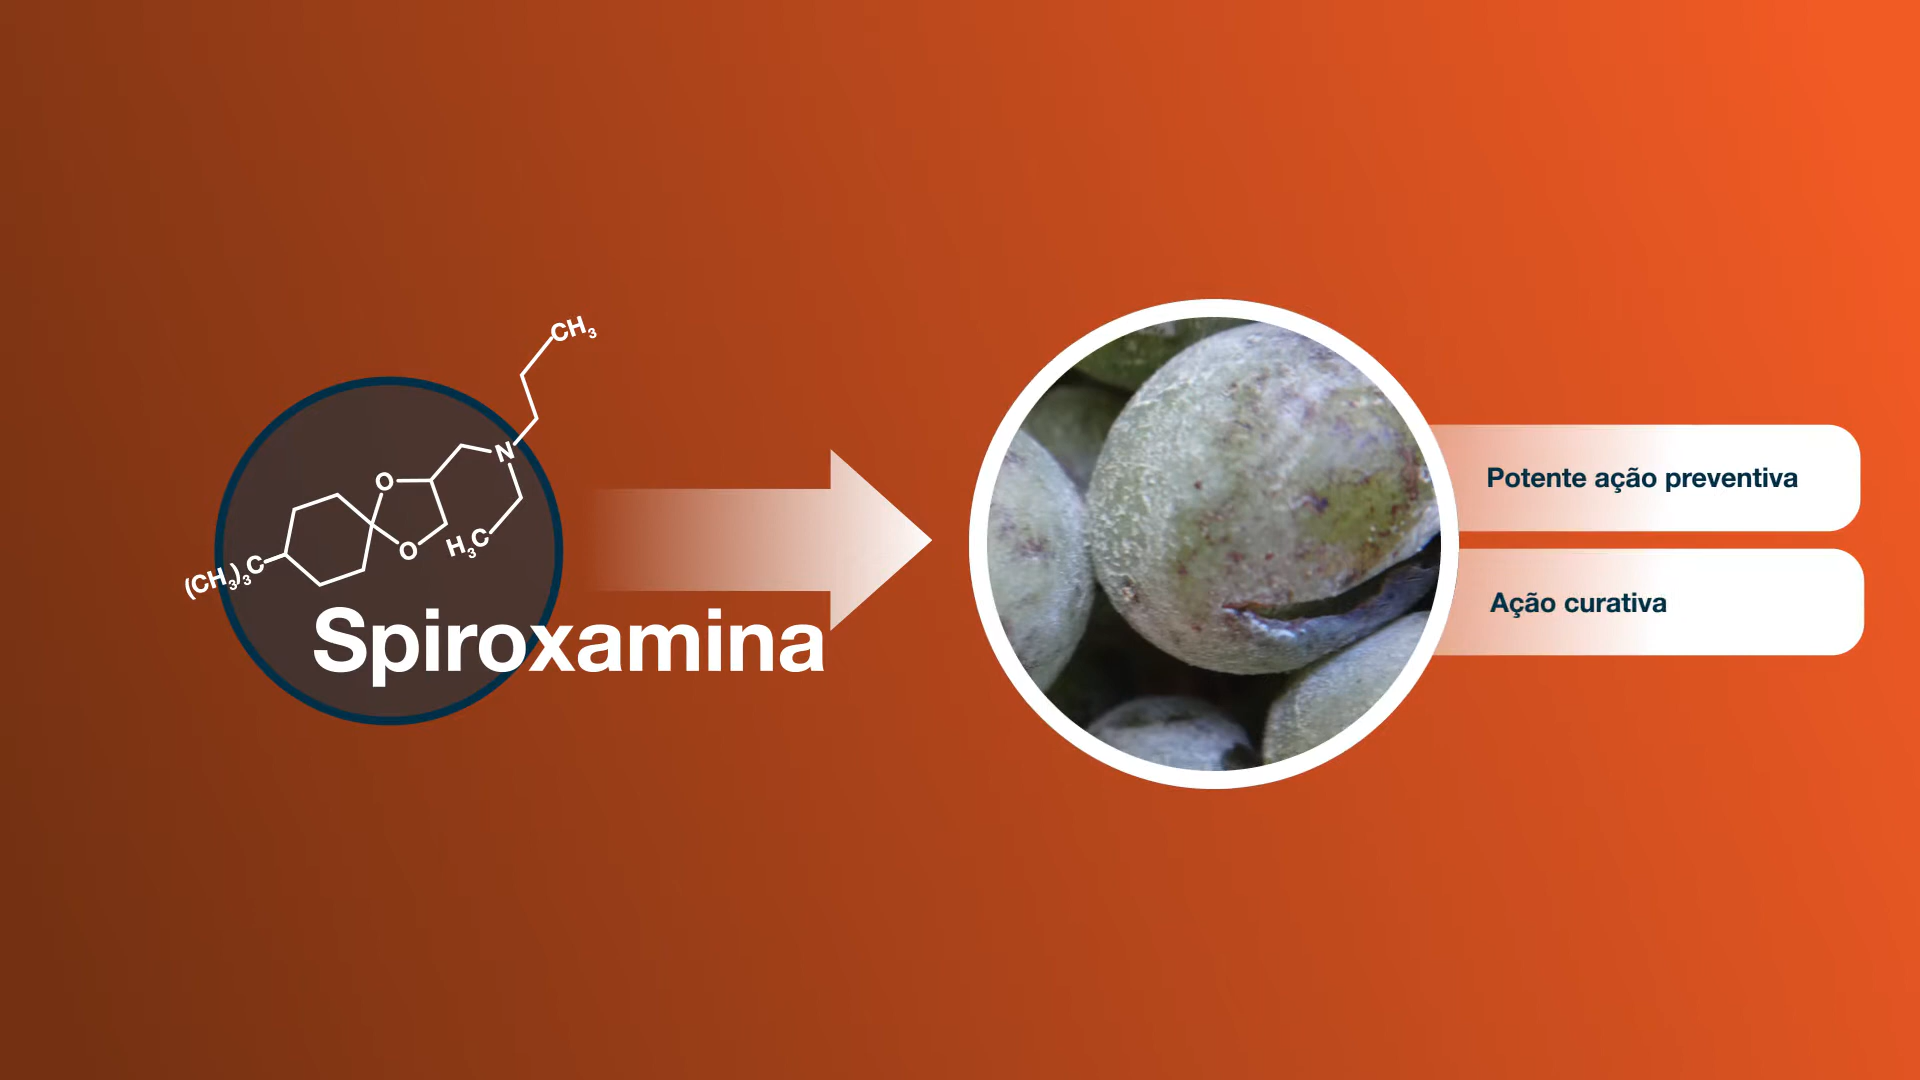 CH₃
N
O
O
H₃C
(CH₃)₃C
Spiroxamina
Potente ação preventiva
Ação curativa